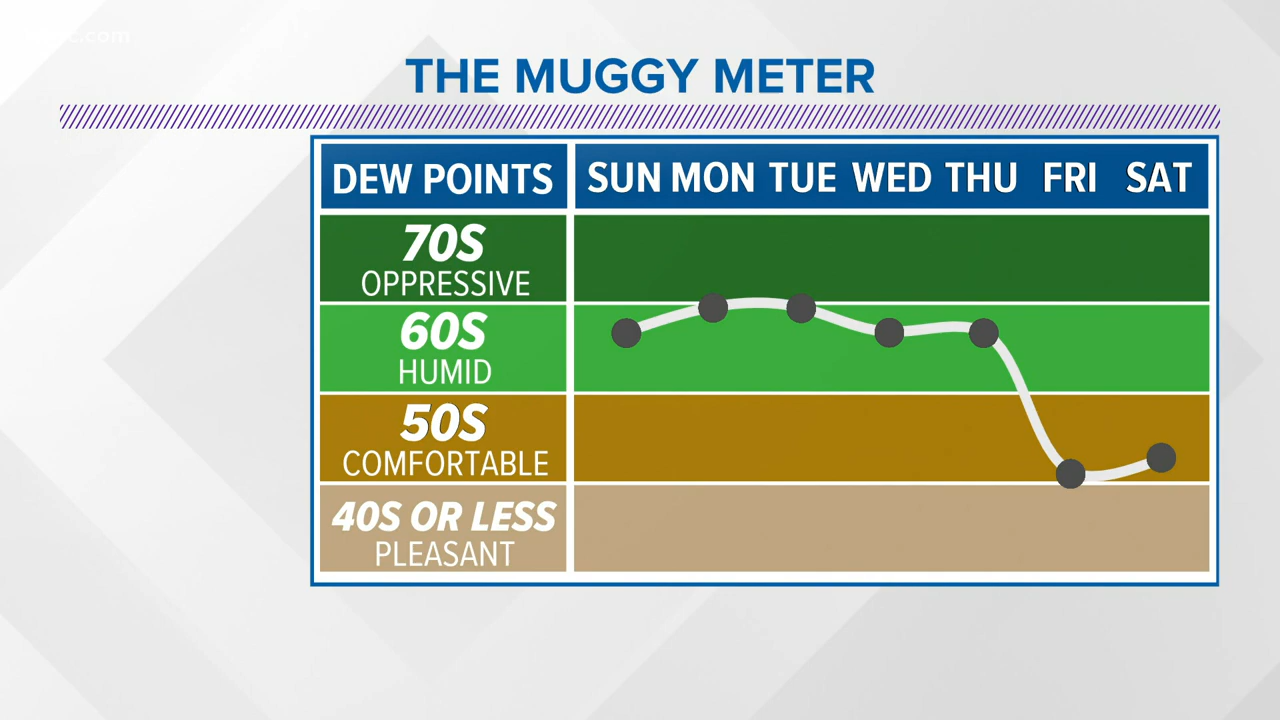 THE MUGGY METER
DEW POINTS
SUN MON TUE WED THU FRI SAT
70S
OPPRESSIVE
60S
HUMID
50S
COMFORTABLE
40S OR LESS
PLEASANT